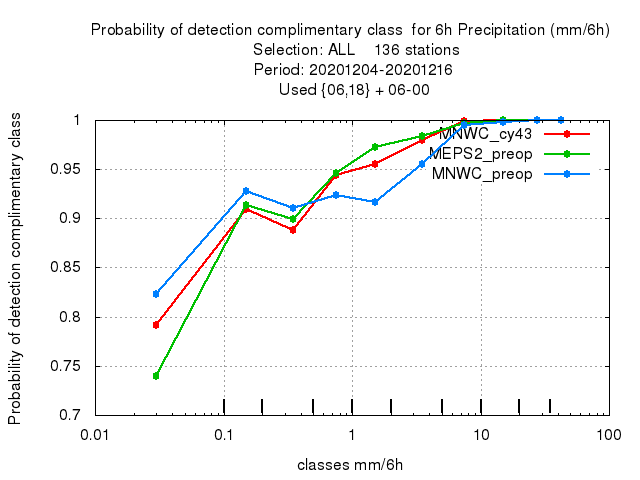 Probability of detection complimentary class  for 6h Precipitation (mm/6h)
Selection: ALL    136 stations
Period: 20201204-20201216
Used {06,18} + 06-00
Probability of detection complimentary class
1
0.95
0.9
0.85
0.8
0.75
0.7
MNWC_cy43
MEPS2_preop
MNWC_preop
0.01
0.1
1
10
100
classes mm/6h